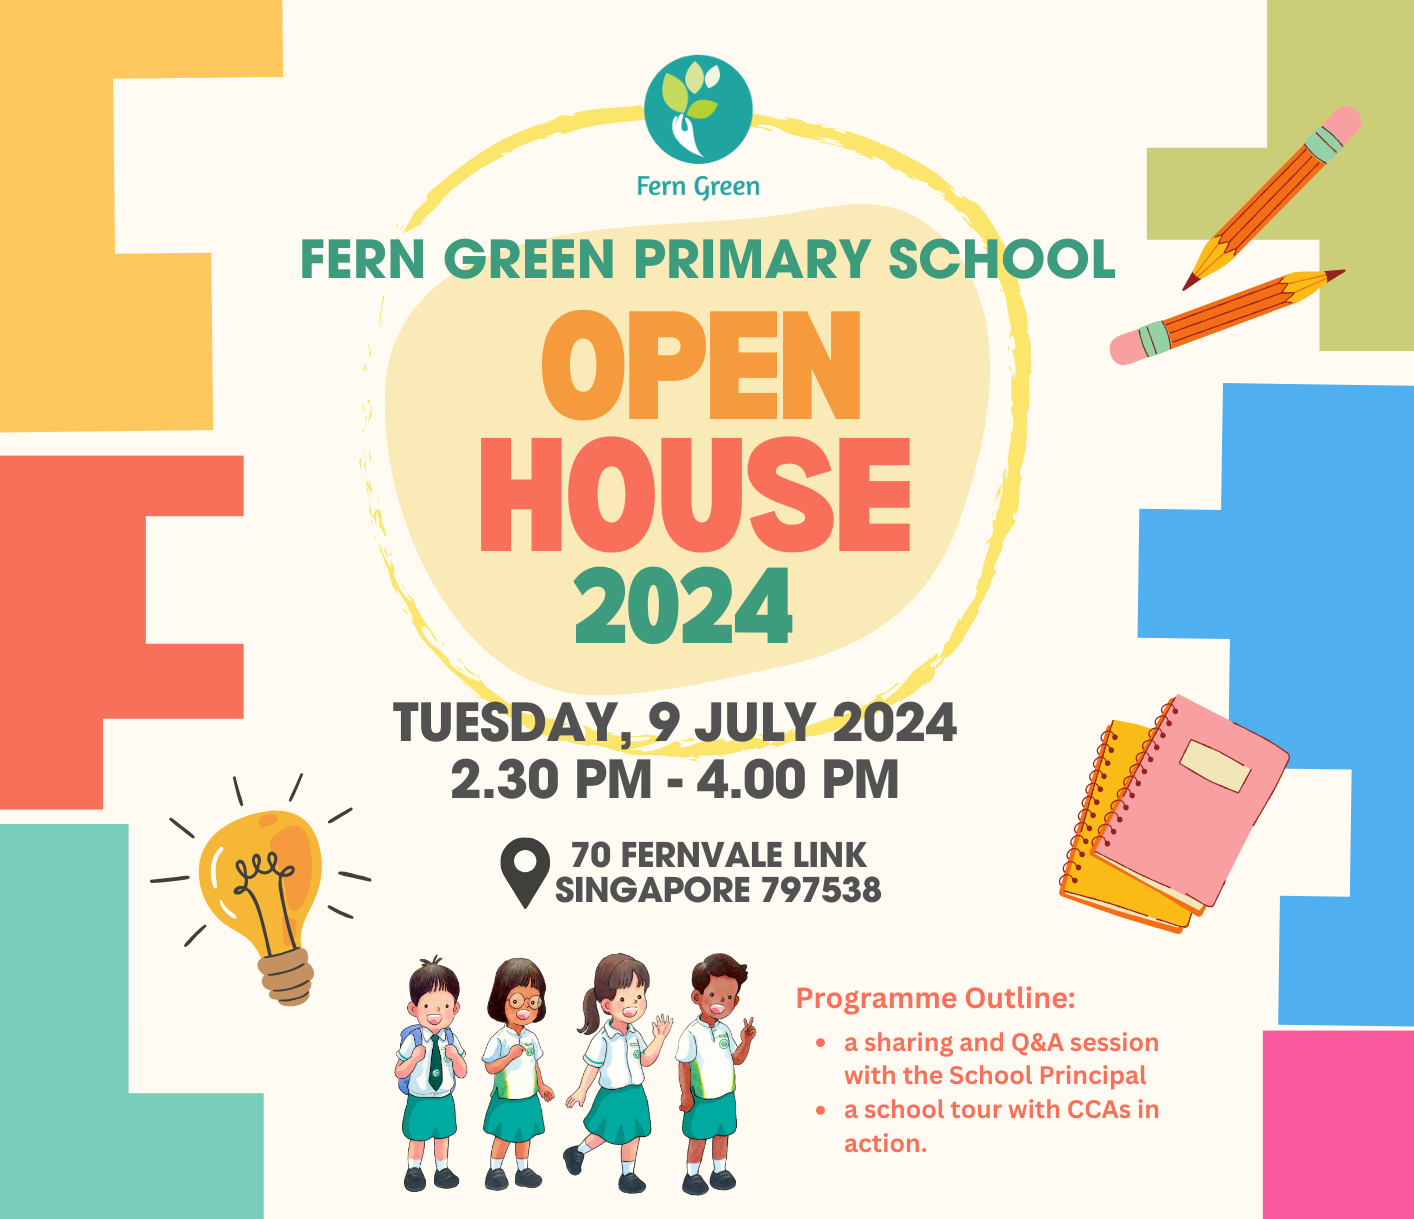 Fern Green
FERN GREEN PRIMARY SCHOOL
OPEN
HOUSE
2024
TUESDAY, 9 JULY 2024
2.30 PM - 4.00 PM
70 FERNVALE LINK
SINGAPORE 797538
Programme Outline:
• a sharing and Q&A session
with the School Principal
• a school tour with CCAs in
action.